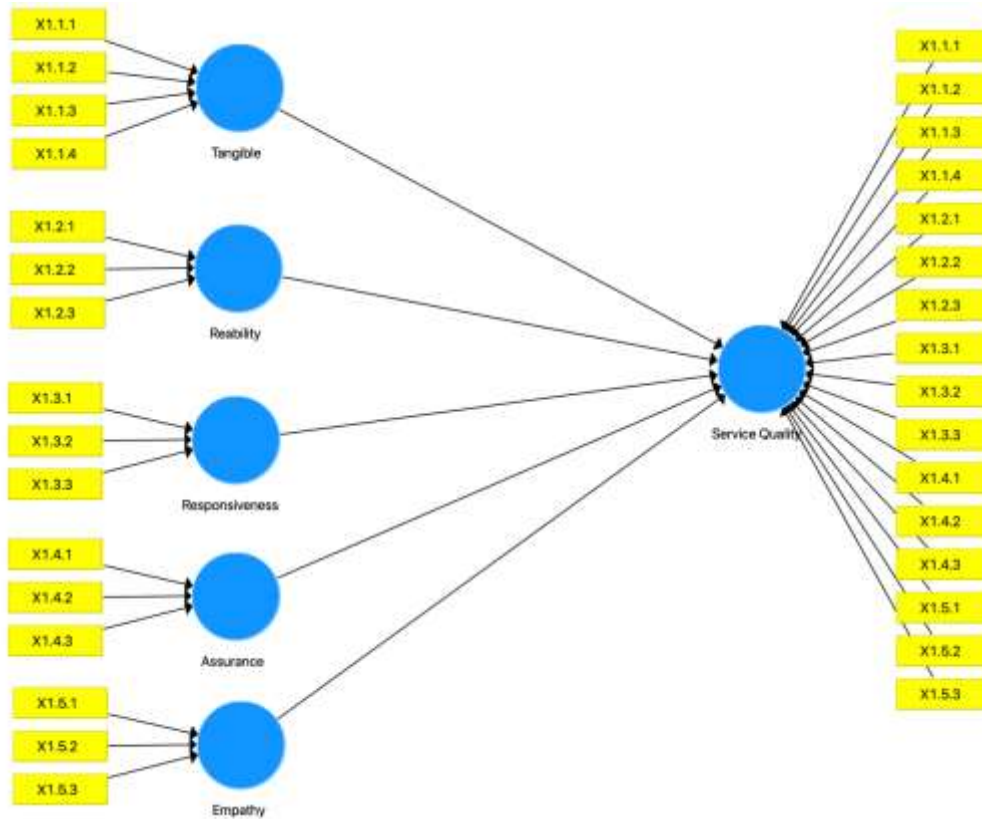 X1.1.1
X1.1.2
X1.1.3
X1.1.4
Tangible
X1.2.1
X1.2.2
X1.2.3
Reability
X1.3.1
X1.3.2
X1.3.3
Responsiveness
X1.4.1
X1.4.2
X1.4.3
Assurance
X1.5.1
X1.5.2
X1.5.3
Empathy
Service Quality
X1.1.1
X1.1.2
X1.1.3
X1.1.4
X1.2.1
X1.2.2
X1.2.3
X1.3.1
X1.3.2
X1.3.3
X1.4.1
X1.4.2
X1.4.3
X1.5.1
X1.5.2
X1.5.3